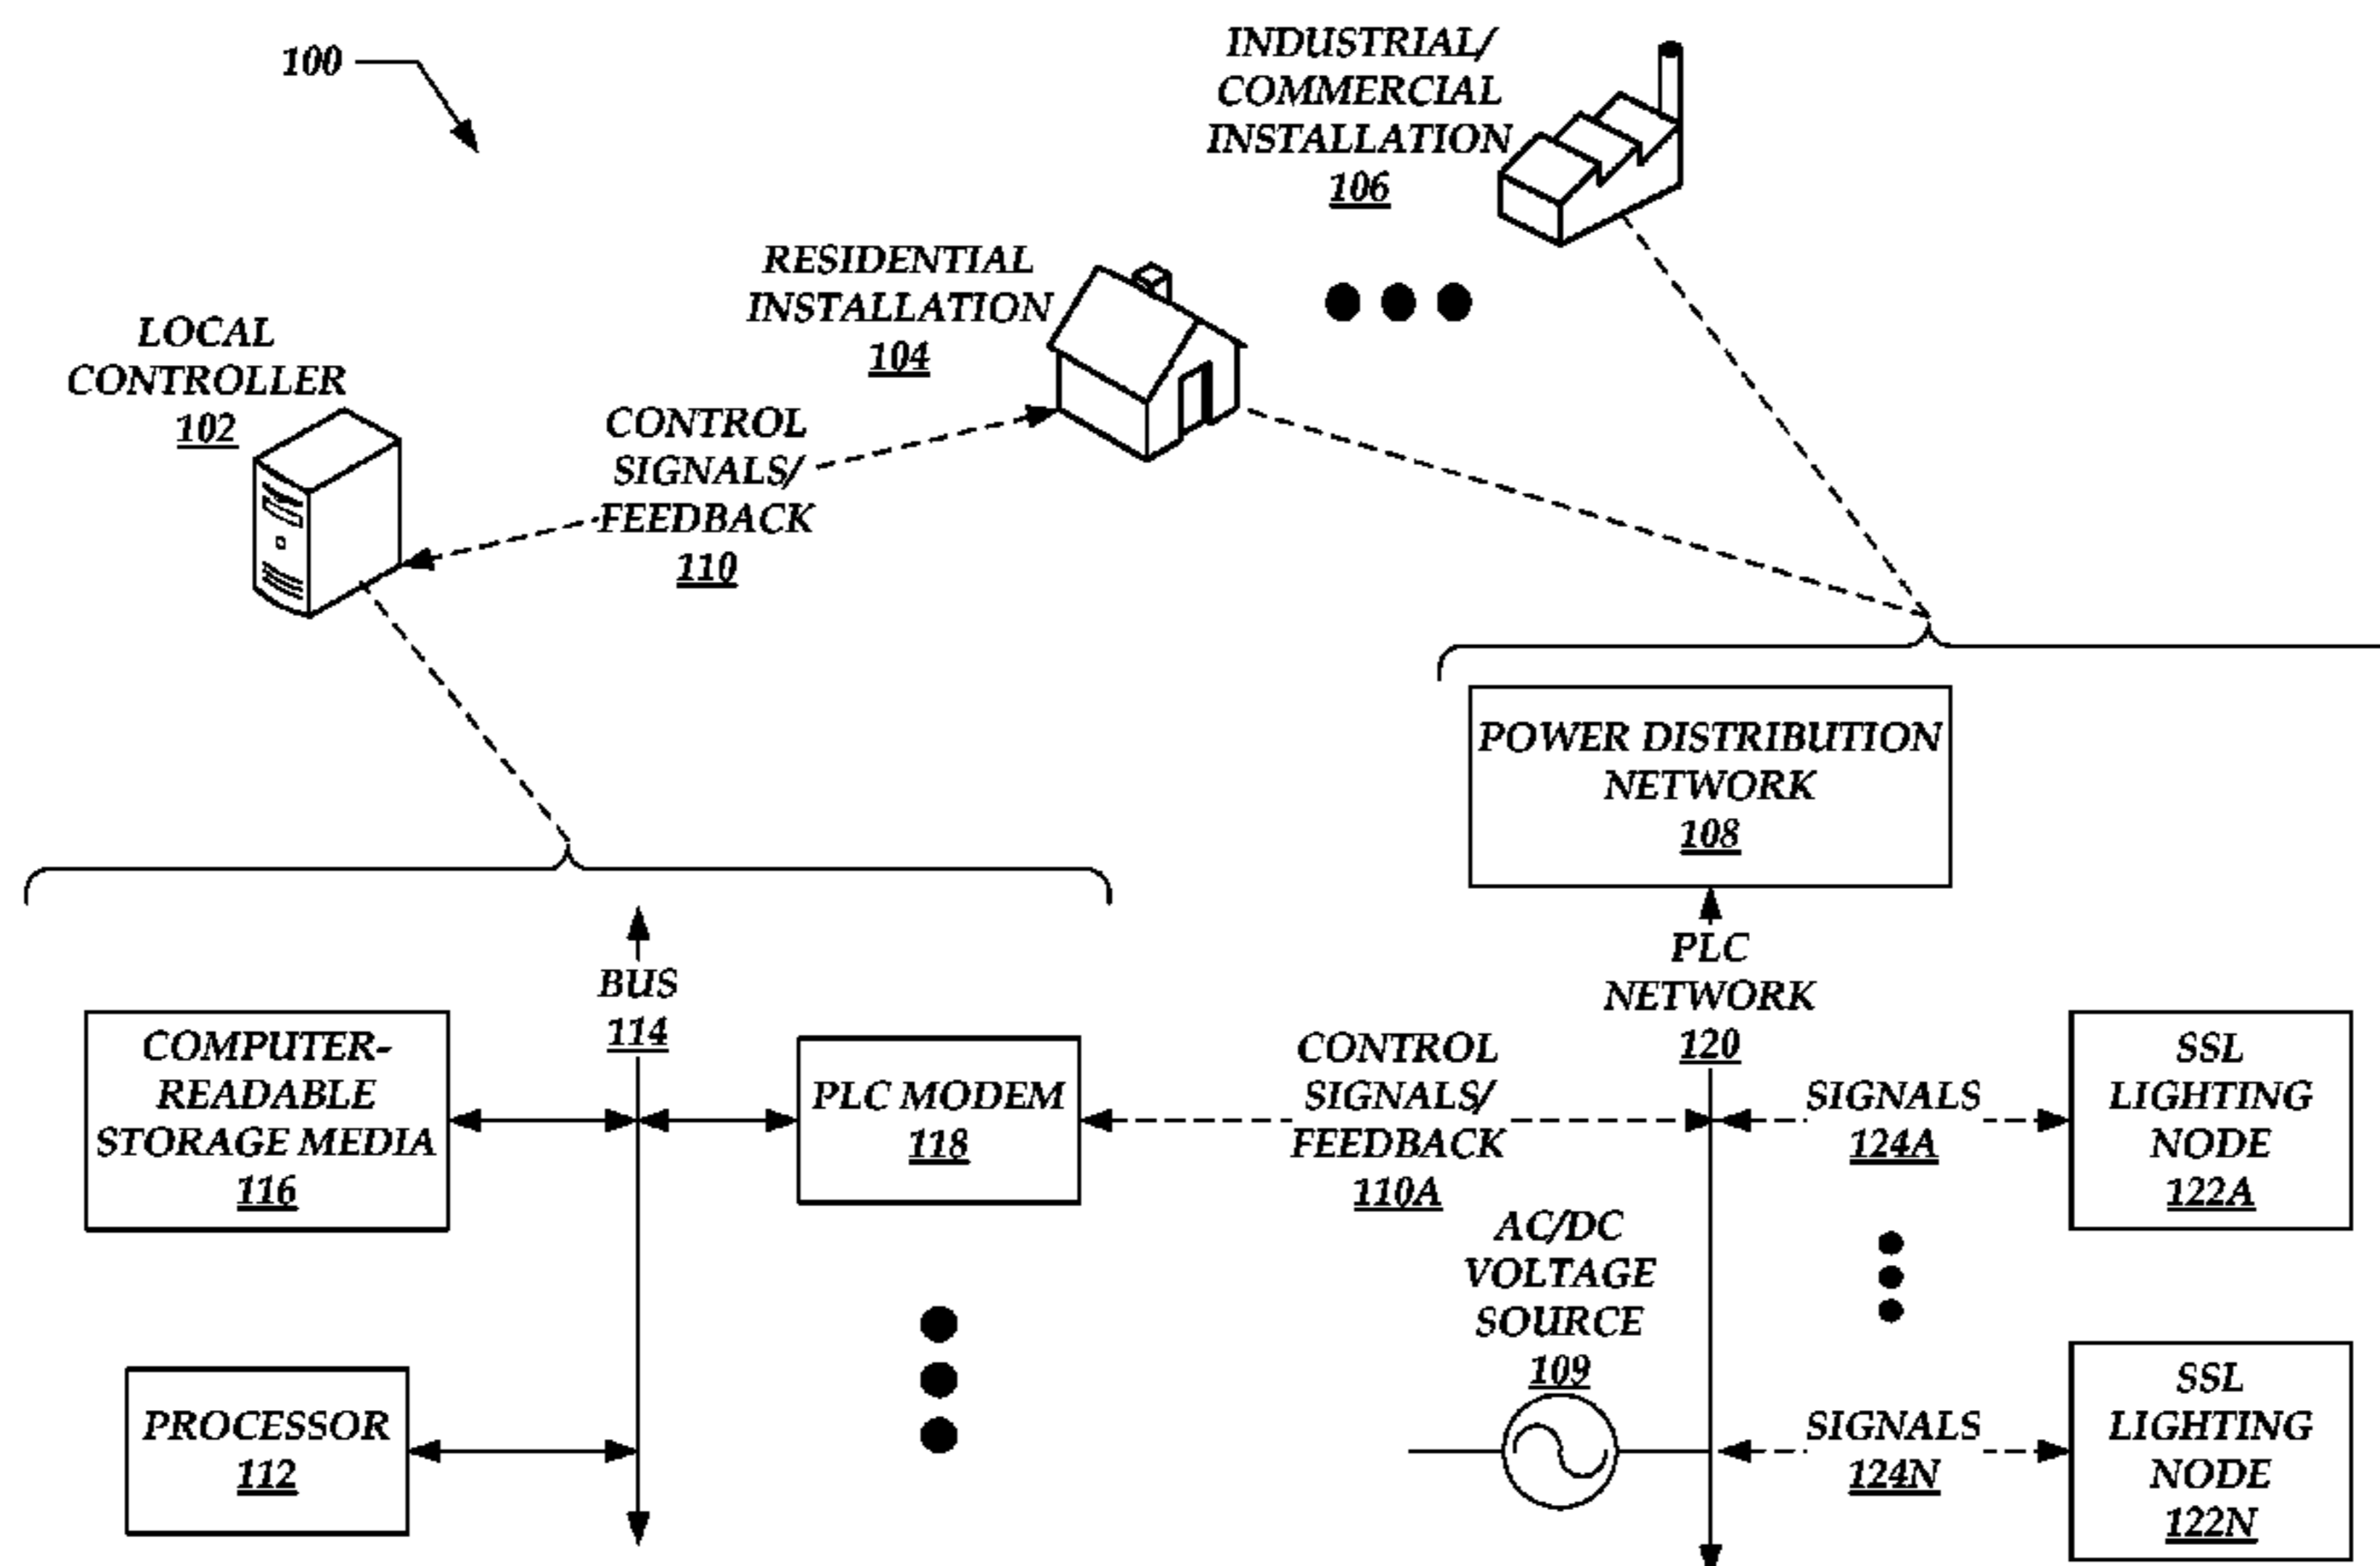 100
INDUSTRIAL/
COMMERCIAL
INSTALLATION
106
RESIDENTIAL
INSTALLATION
104
LOCAL
CONTROLLER
102
CONTROL
SIGNALS/
FEEDBACK
110
POWER DISTRIBUTION
NETWORK
108
BUS
114
COMPUTER-
READABLE
STORAGE MEDIA
116
PLC MODEM
118
PROCESSOR
112
PLC
NETWORK
120
CONTROL
SIGNALS/
FEEDBACK
110A
SIGNALS
124A
SSL
LIGHTING
NODE
122A
AC/DC
VOLTAGE
SOURCE
109
SIGNALS
124N
SSL
LIGHTING
NODE
122N